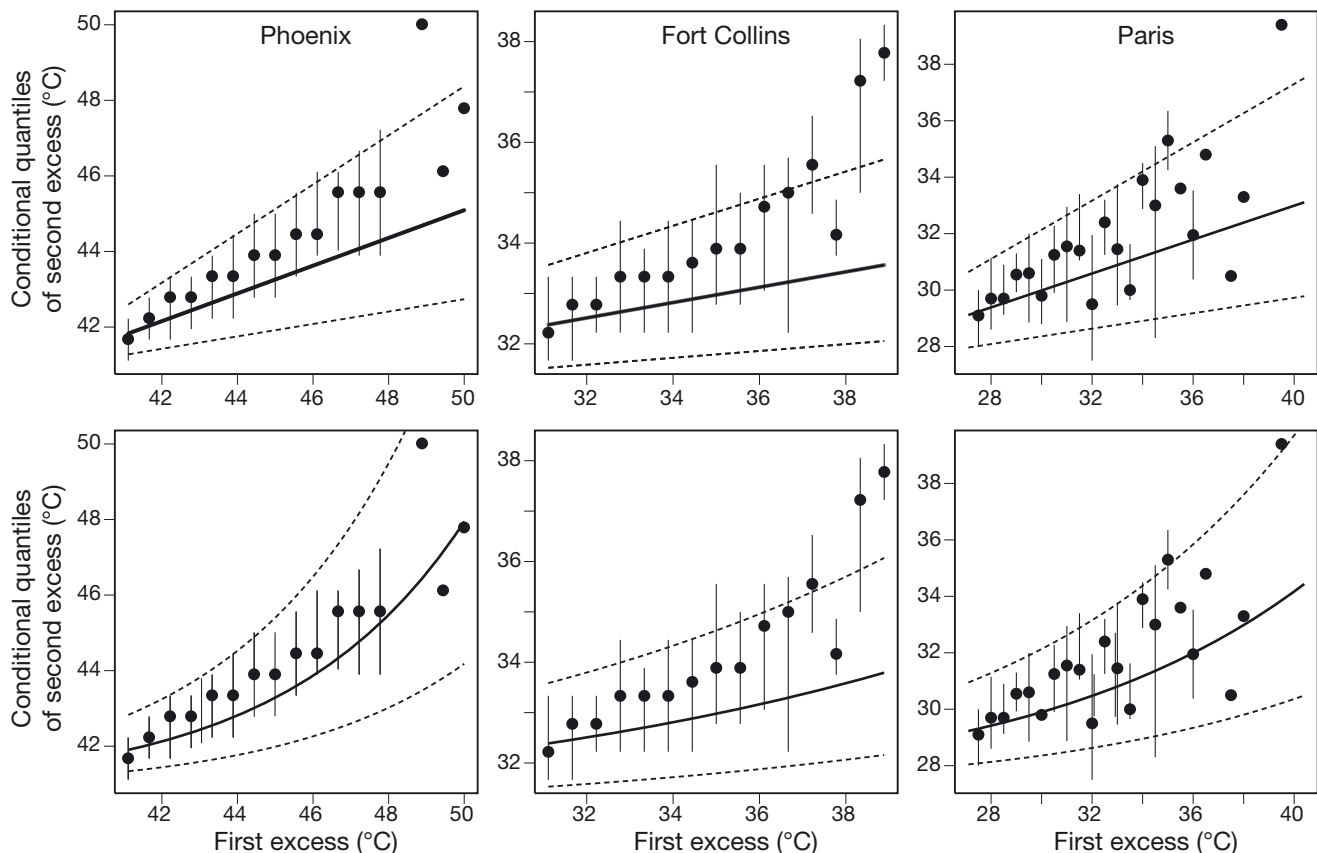 Phoenix
Fort Collins
Paris
Conditional quantiles
of second excess (°C)
50
48
46
44
42
38
36
34
32
38
36
34
32
30
28
42 44 46 48 50
32 34 36 38
28 32 36 40
Conditional quantiles
of second excess (°C)
50
48
46
44
42
38
36
34
32
38
36
34
32
30
28
42 44 46 48 50
32 34 36 38
28 32 36 40
First excess (°C)
First excess (°C)
First excess (°C)